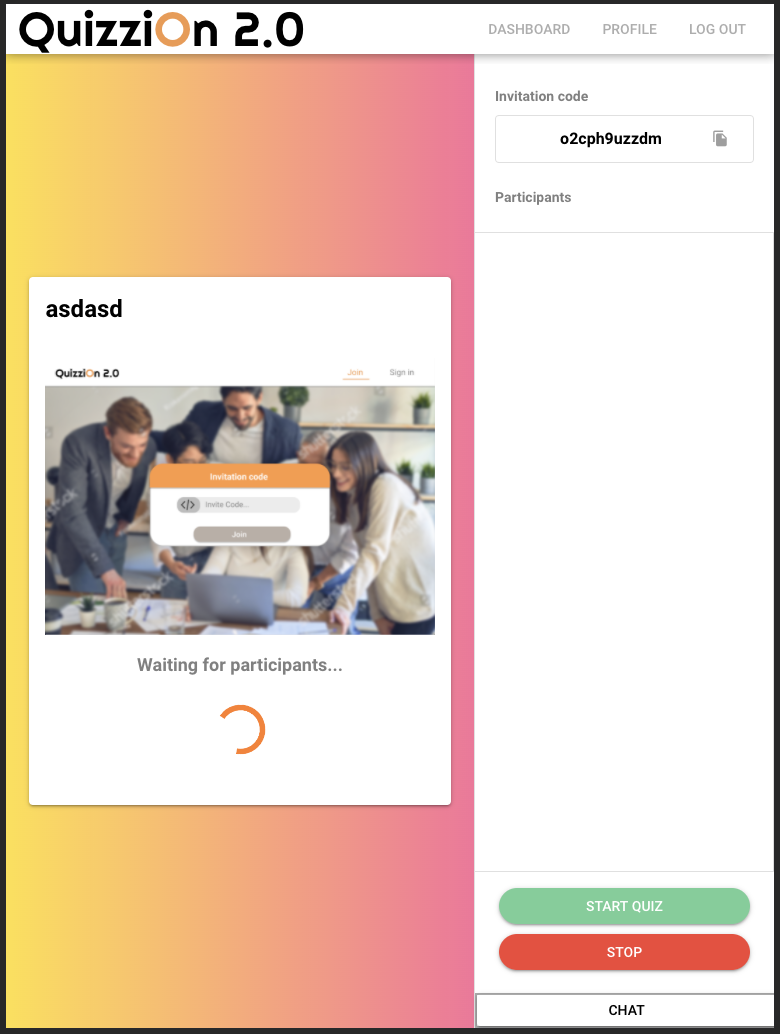 QuizziOn 2.0
DASHBOARD PROFILE LOG OUT
Invitation code
o2cph9uzzdm
Participants
asdasd
QuizziOn 2.0
Join Sign in
Invitation code
</> Invite Code...
Join
Waiting for participants...
START QUIZ
STOP
CHAT